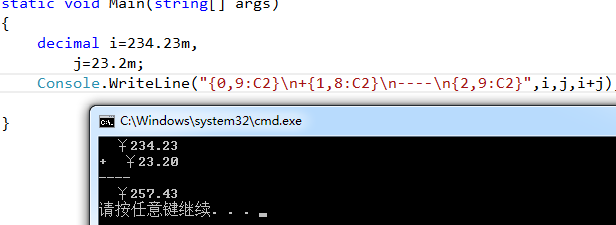 static void Main(string[] args)
{
decimal i=234.23m,
j=23.2m;
Console.WriteLine("{0,9:C2}\n+{1,8:C2}\n----\n{2,9:C2}",i,j,i+j)
}
C:\Windows\system32\cmd.exe
￥234.23
+ ￥23.20
----
￥257.43
请按任意键继续. . .